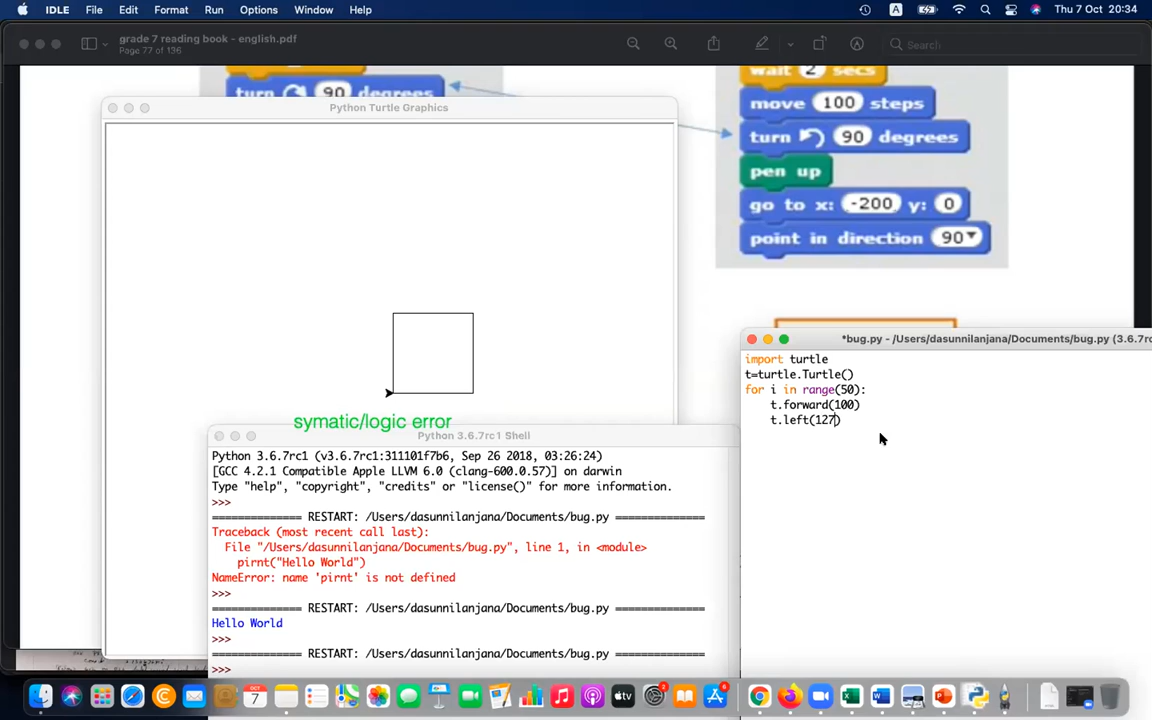 IDLE File Edit Format Run Options Window Help
A Thu 7 Oct 20:34
grade 7 reading book - english.pdf
Page 77 of 136
Search
turn 90 degrees
wait 2 secs
move 100 steps
turn 90 degrees
pen up
go to x: -200 y: 0
point in direction 90
Python Turtle Graphics
symatic/logic error
*bug.py - /Users/dasunnilanjana/Documents/bug.py (3.6.7rc
import turtle
t=turtle.Turtle()
for i in range(50):
t.forward(100)
t.left(127)
Python 3.6.7rc1 Shell
Python 3.6.7rc1 (v3.6.7rc1:311101f7b6, Sep 26 2018, 03:26:24)
[GCC 4.2.1 Compatible Apple LLVM 6.0 (clang-600.0.57)] on darwin
Type "help", "copyright", "credits" or "license()" for more information.
>>>
============== RESTART: /Users/dasunnilanjana/Documents/bug.py ==============
Traceback (most recent call last):
File "/Users/dasunnilanjana/Documents/bug.py", line 1, in <module>
pirnt("Hello World")
NameError: name 'pirnt' is not defined
>>>
============== RESTART: /Users/dasunnilanjana/Documents/bug.py ==============
Hello World
>>>
============== RESTART: /Users/dasunnilanjana/Documents/bug.py ==============
>>>
OCT
7
tv